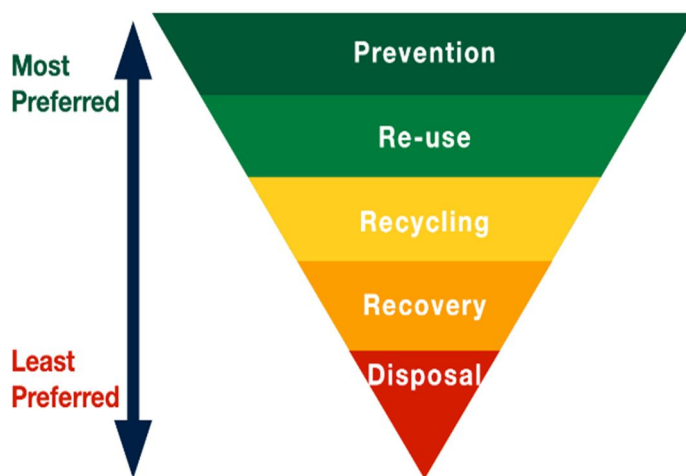 Most
Preferred
Prevention
Re-use
Recycling
Recovery
Least
Preferred
Disposal